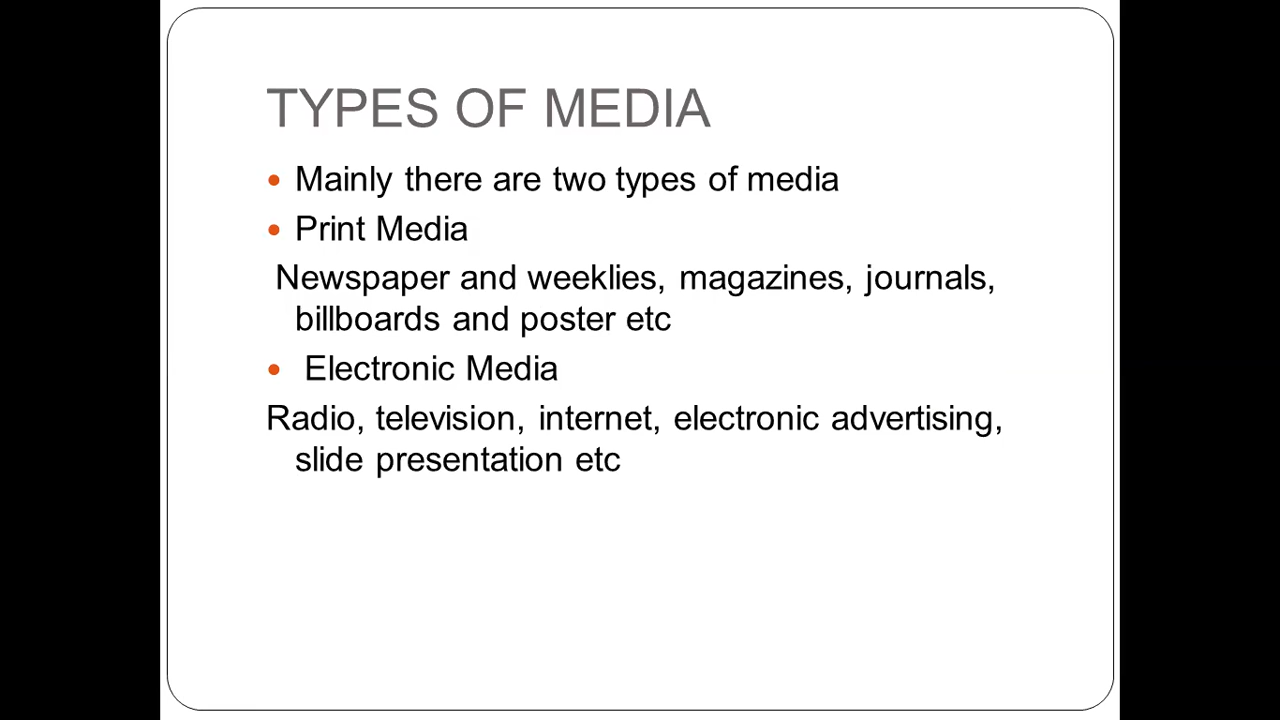 TYPES OF MEDIA
• Mainly there are two types of media
• Print Media
Newspaper and weeklies, magazines, journals,
billboards and poster etc
• Electronic Media
Radio, television, internet, electronic advertising,
slide presentation etc